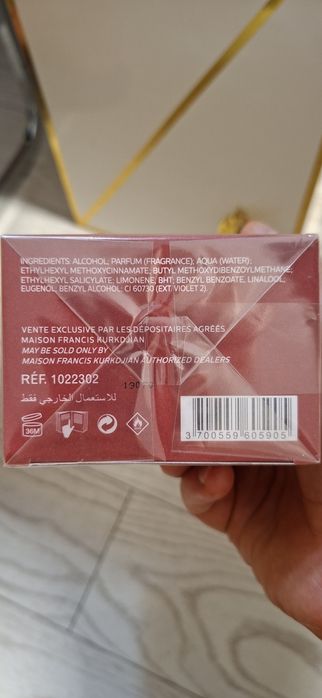 INGREDIENTS: ALCOHOL; PARFUM (FRAGRANCE); AQUA (WATER);
ETHYLHEXYL METHOXYCINNAMATE; BUTYL METHOXYDIBENZOYLMETHANE;
ETHYLHEXYL SALICYLATE; LIMONENE; BHT; BENZYL BENZOATE; LINALOOL;
EUGENOL; BENZYL ALCOHOL; CI 60730 (EXT. VIOLET 2).
VENTE EXCLUSIVE PAR LES DÉPOSITAIRES AGRÉÉS
MAISON FRANCIS KURKDJIAN
MAY BE SOLD ONLY BY
MAISON FRANCIS KURKDJIAN AUTHORIZED DEALERS
RÉF. 1022302
للاستعمال الخارجي فقط
36M
3 700559 605905